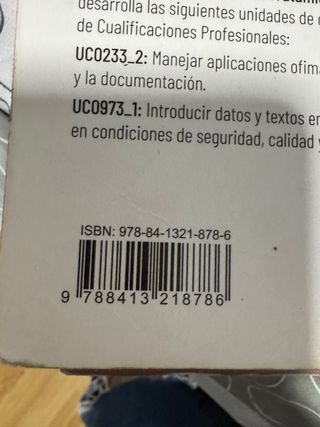 desarrolla las siguientes unidades de
de Cualificaciones Profesionales:
UC0233_2: Manejar aplicaciones ofim
y la documentación.
UC0973_1: Introducir datos y textos en
en condiciones de seguridad, calidad y
ISBN: 978-84-1321-878-6
9 788413 218786